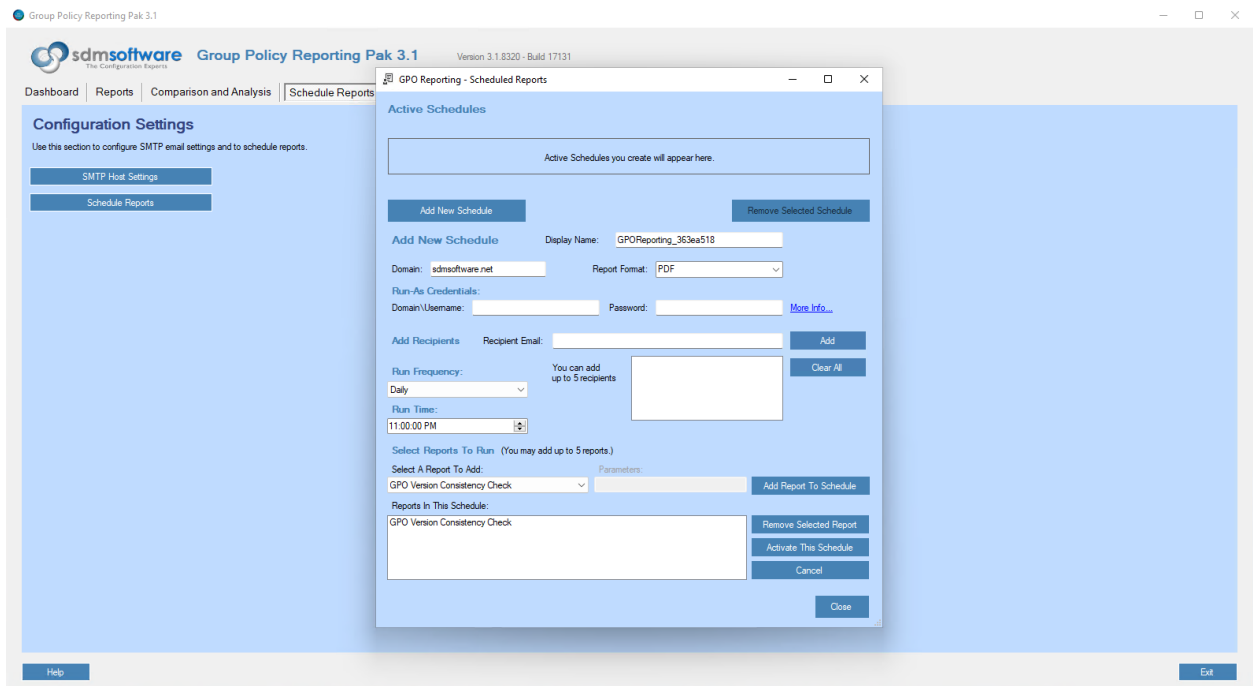 Group Policy Reporting Pak 3.1
sdmsoftware
The Configuration Experts
Group Policy Reporting Pak 3.1
Version 3.1.8320 - Build 17131
Dashboard
Reports
Comparison and Analysis
Schedule Reports
Configuration Settings
Use this section to configure SMTP email settings and to schedule reports.
SMTP Host Settings
Schedule Reports
GPO Reporting - Scheduled Reports
Active Schedules
Active Schedules you create will appear here.
Add New Schedule
Remove Selected Schedule
Add New Schedule
Display Name: GPOReporting_363ea518
Domain: sdmsoftware.net
Report Format: PDF
Run-As Credentials:
Domain\Username:
Password:
More Info...
Add Recipients
Recipient Email:
Add
Run Frequency:
You can add
up to 5 recipients
Clear All
Daily
Run Time:
11:00:00 PM
Select Reports To Run (You may add up to 5 reports.)
Select A Report To Add:
Parameters:
GPO Version Consistency Check
Add Report To Schedule
Reports In This Schedule:
GPO Version Consistency Check
Remove Selected Report
Activate This Schedule
Cancel
Close
Help
Exit